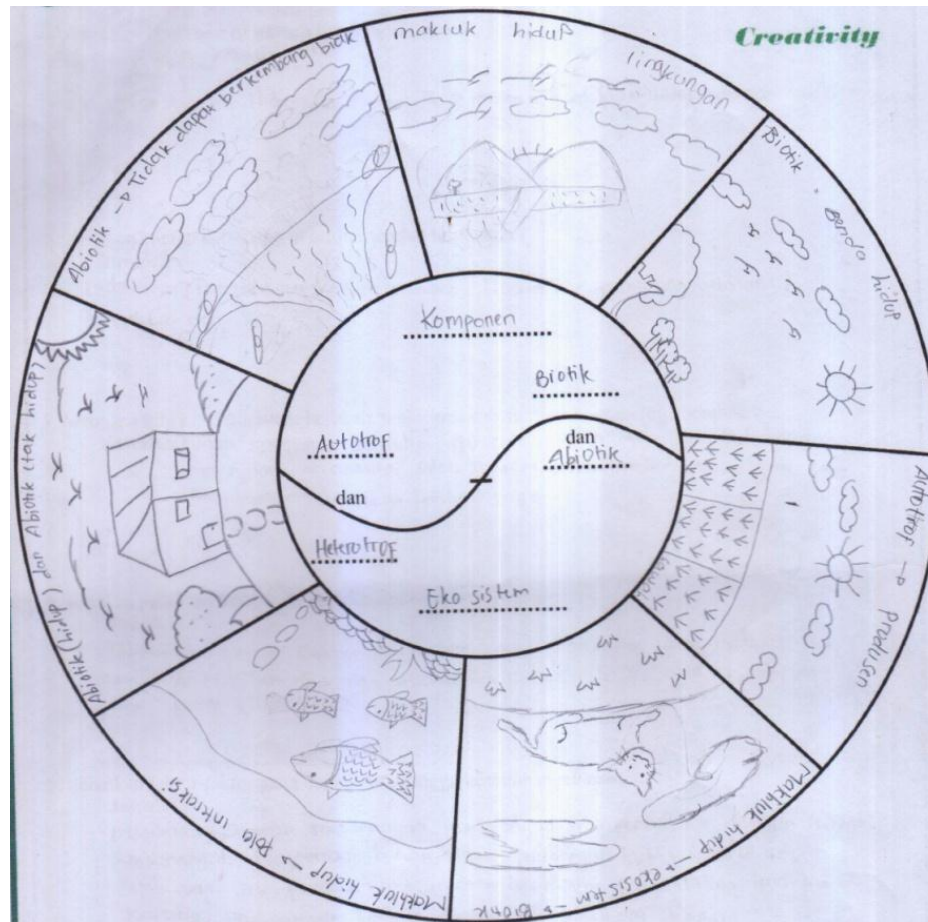 Creativity
makluk hidup lingkungan
Biotik . benda hidup
Autotrof → Produsen
Makhluk hidup → ekosistem → Biotik
Makhluk hidup → Pola intraksi
Abiotik (hidup) dan Abiotik (tak hidup)
Abiotik → Tidak dapat berkembang biak
Komponen
Biotik
dan
Abiotik
Autotrof
dan
Heterotrof
Eko sistem